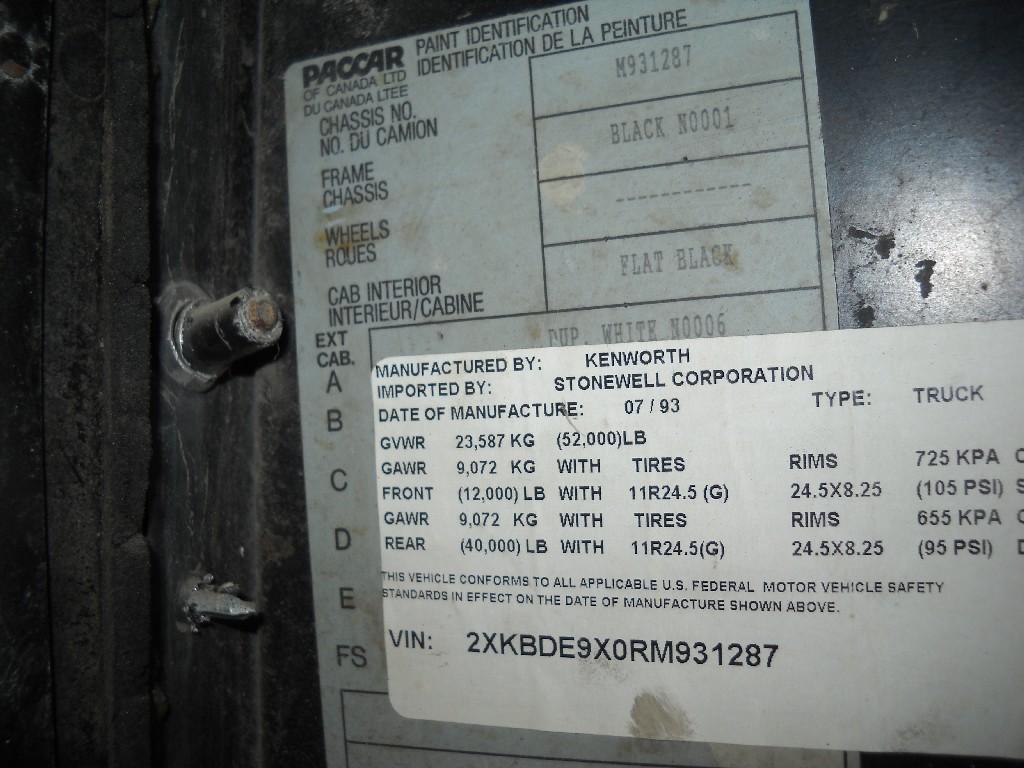 PACCAR PAINT IDENTIFICATION
OF CANADA LTD IDENTIFICATION DE LA PEINTURE
DU CANADA LTEE
CHASSIS NO. M931287
NO. DU CAMION
FRAME BLACK N0001
CHASSIS
WHEELS ------------
ROUES
CAB INTERIOR FLAT BLACK
INTERIEUR/CABINE
EXT
CAB. PUP. WHITE N0006
A
B
C
D
E
FS
MANUFACTURED BY: KENWORTH
IMPORTED BY: STONEWELL CORPORATION
DATE OF MANUFACTURE: 07 / 93 TYPE: TRUCK
GVWR 23,587 KG (52,000)LB
GAWR 9,072 KG WITH TIRES RIMS 725 KPA
FRONT (12,000) LB WITH 11R24.5 (G) 24.5X8.25 (105 PSI)
GAWR 9,072 KG WITH TIRES RIMS 655 KPA
REAR (40,000) LB WITH 11R24.5(G) 24.5X8.25 (95 PSI)
THIS VEHICLE CONFORMS TO ALL APPLICABLE U.S. FEDERAL MOTOR VEHICLE SAFETY
STANDARDS IN EFFECT ON THE DATE OF MANUFACTURE SHOWN ABOVE.
VIN: 2XKBDE9X0RM931287